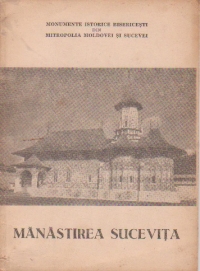 MONUMENTE ISTORICE BISERICEȘTI
DIN
MITROPOLIA MOLDOVEI ȘI SUCEVEI
MĂNĂSTIREA SUCEVIȚA